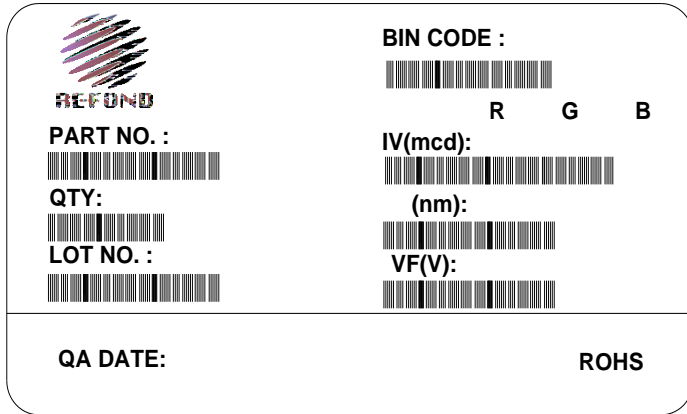 REFOND
BIN CODE :
R G B
PART NO. :
IV(mcd):
QTY:
(nm):
LOT NO. :
VF(V):
QA DATE:
ROHS